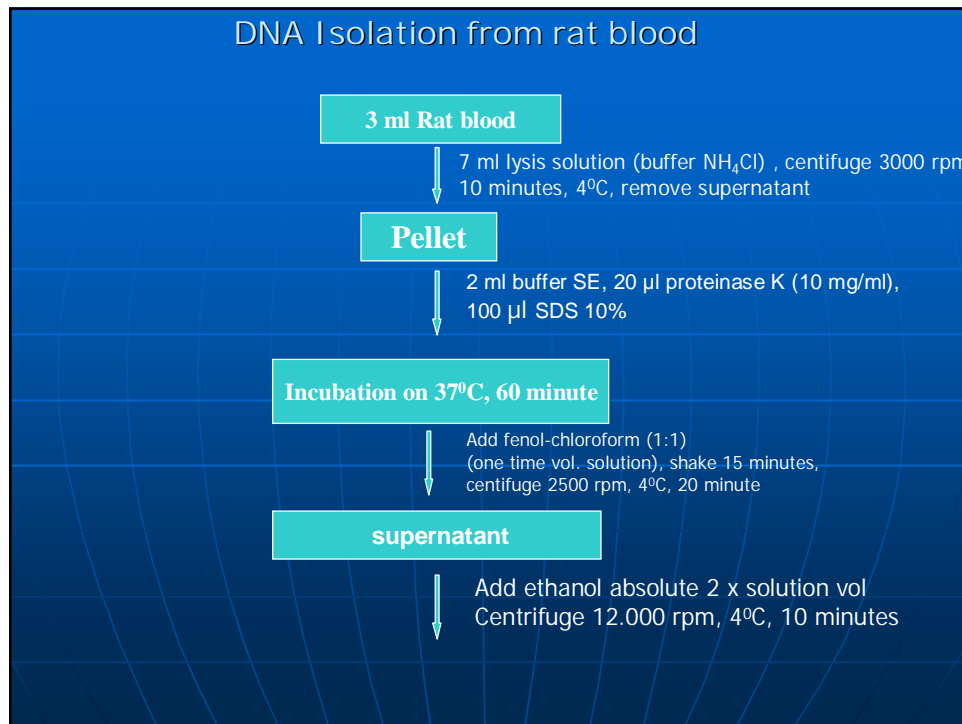 DNA Isolation from rat blood
3 ml Rat blood
7 ml lysis solution (buffer NH₄Cl) , centifuge 3000 rpm
10 minutes, 4⁰C, remove supernatant
Pellet
2 ml buffer SE, 20 µl proteinase K (10 mg/ml),
100 µl SDS 10%
Incubation on 37⁰C, 60 minute
Add fenol-chloroform (1:1)
(one time vol. solution), shake 15 minutes,
centifuge 2500 rpm, 4⁰C, 20 minute
supernatant
Add ethanol absolute 2 x solution vol
Centrifuge 12.000 rpm, 4⁰C, 10 minutes